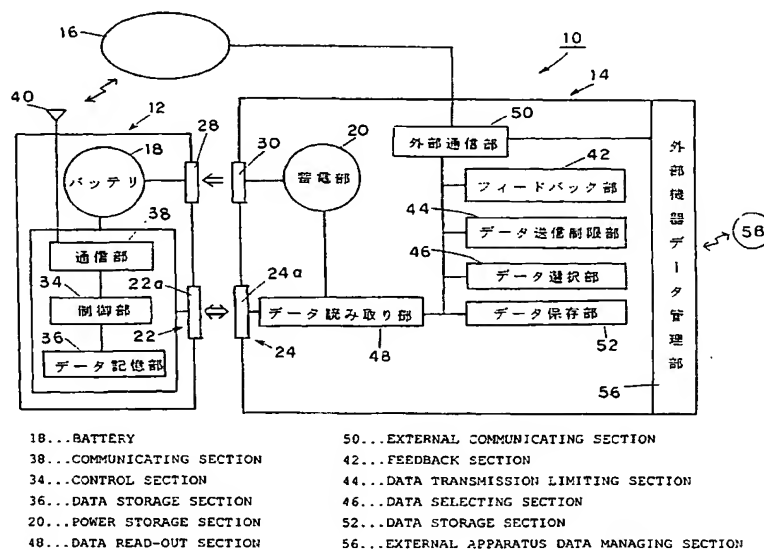 16
10
40
12
14
50
18
28
30
20
外部通信部
42
バッテリ
蓄電部
フィードバック部
38
44
通信部
データ送信制限部
58
34
22a
24a
46
データ選択部
制御部
データ読み取り部
データ保存部
36
22
24
48
52
データ記憶部
外部機器データ管理部
56
18...BATTERY
38...COMMUNICATING SECTION
34...CONTROL SECTION
36...DATA STORAGE SECTION
20...POWER STORAGE SECTION
48...DATA READ-OUT SECTION
50...EXTERNAL COMMUNICATING SECTION
42...FEEDBACK SECTION
44...DATA TRANSMISSION LIMITING SECTION
46...DATA SELECTING SECTION
52...DATA STORAGE SECTION
56...EXTERNAL APPARATUS DATA MANAGING SECTION